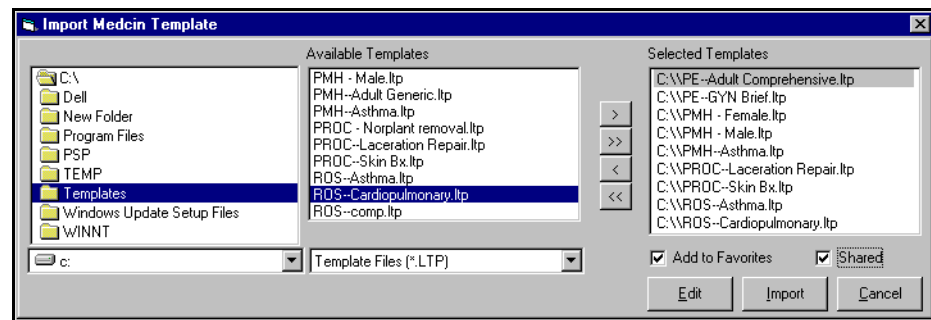 Import Medcin Template
Available Templates
Selected Templates
C:\
Dell
New Folder
Program Files
PSP
TEMP
Templates
Windows Update Setup Files
WINNT
c:
PMH - Male.ltp
PMH--Adult Generic.ltp
PMH--Asthma.ltp
PROC - Norplant removal.ltp
PROC--Laceration Repair.ltp
PROC--Skin Bx.ltp
ROS--Asthma.ltp
ROS--Cardiopulmonary.ltp
ROS--comp.ltp
Template Files (*.LTP)
>
>>
<
<<
C:\\PE--Adult Comprehensive.ltp
C:\\PE--GYN Brief.ltp
C:\\PMH - Female.ltp
C:\\PMH - Male.ltp
C:\\PMH--Asthma.ltp
C:\\PROC--Laceration Repair.ltp
C:\\PROC--Skin Bx.ltp
C:\\ROS--Asthma.ltp
C:\\ROS--Cardiopulmonary.ltp
Add to Favorites
Shared
Edit
Import
Cancel